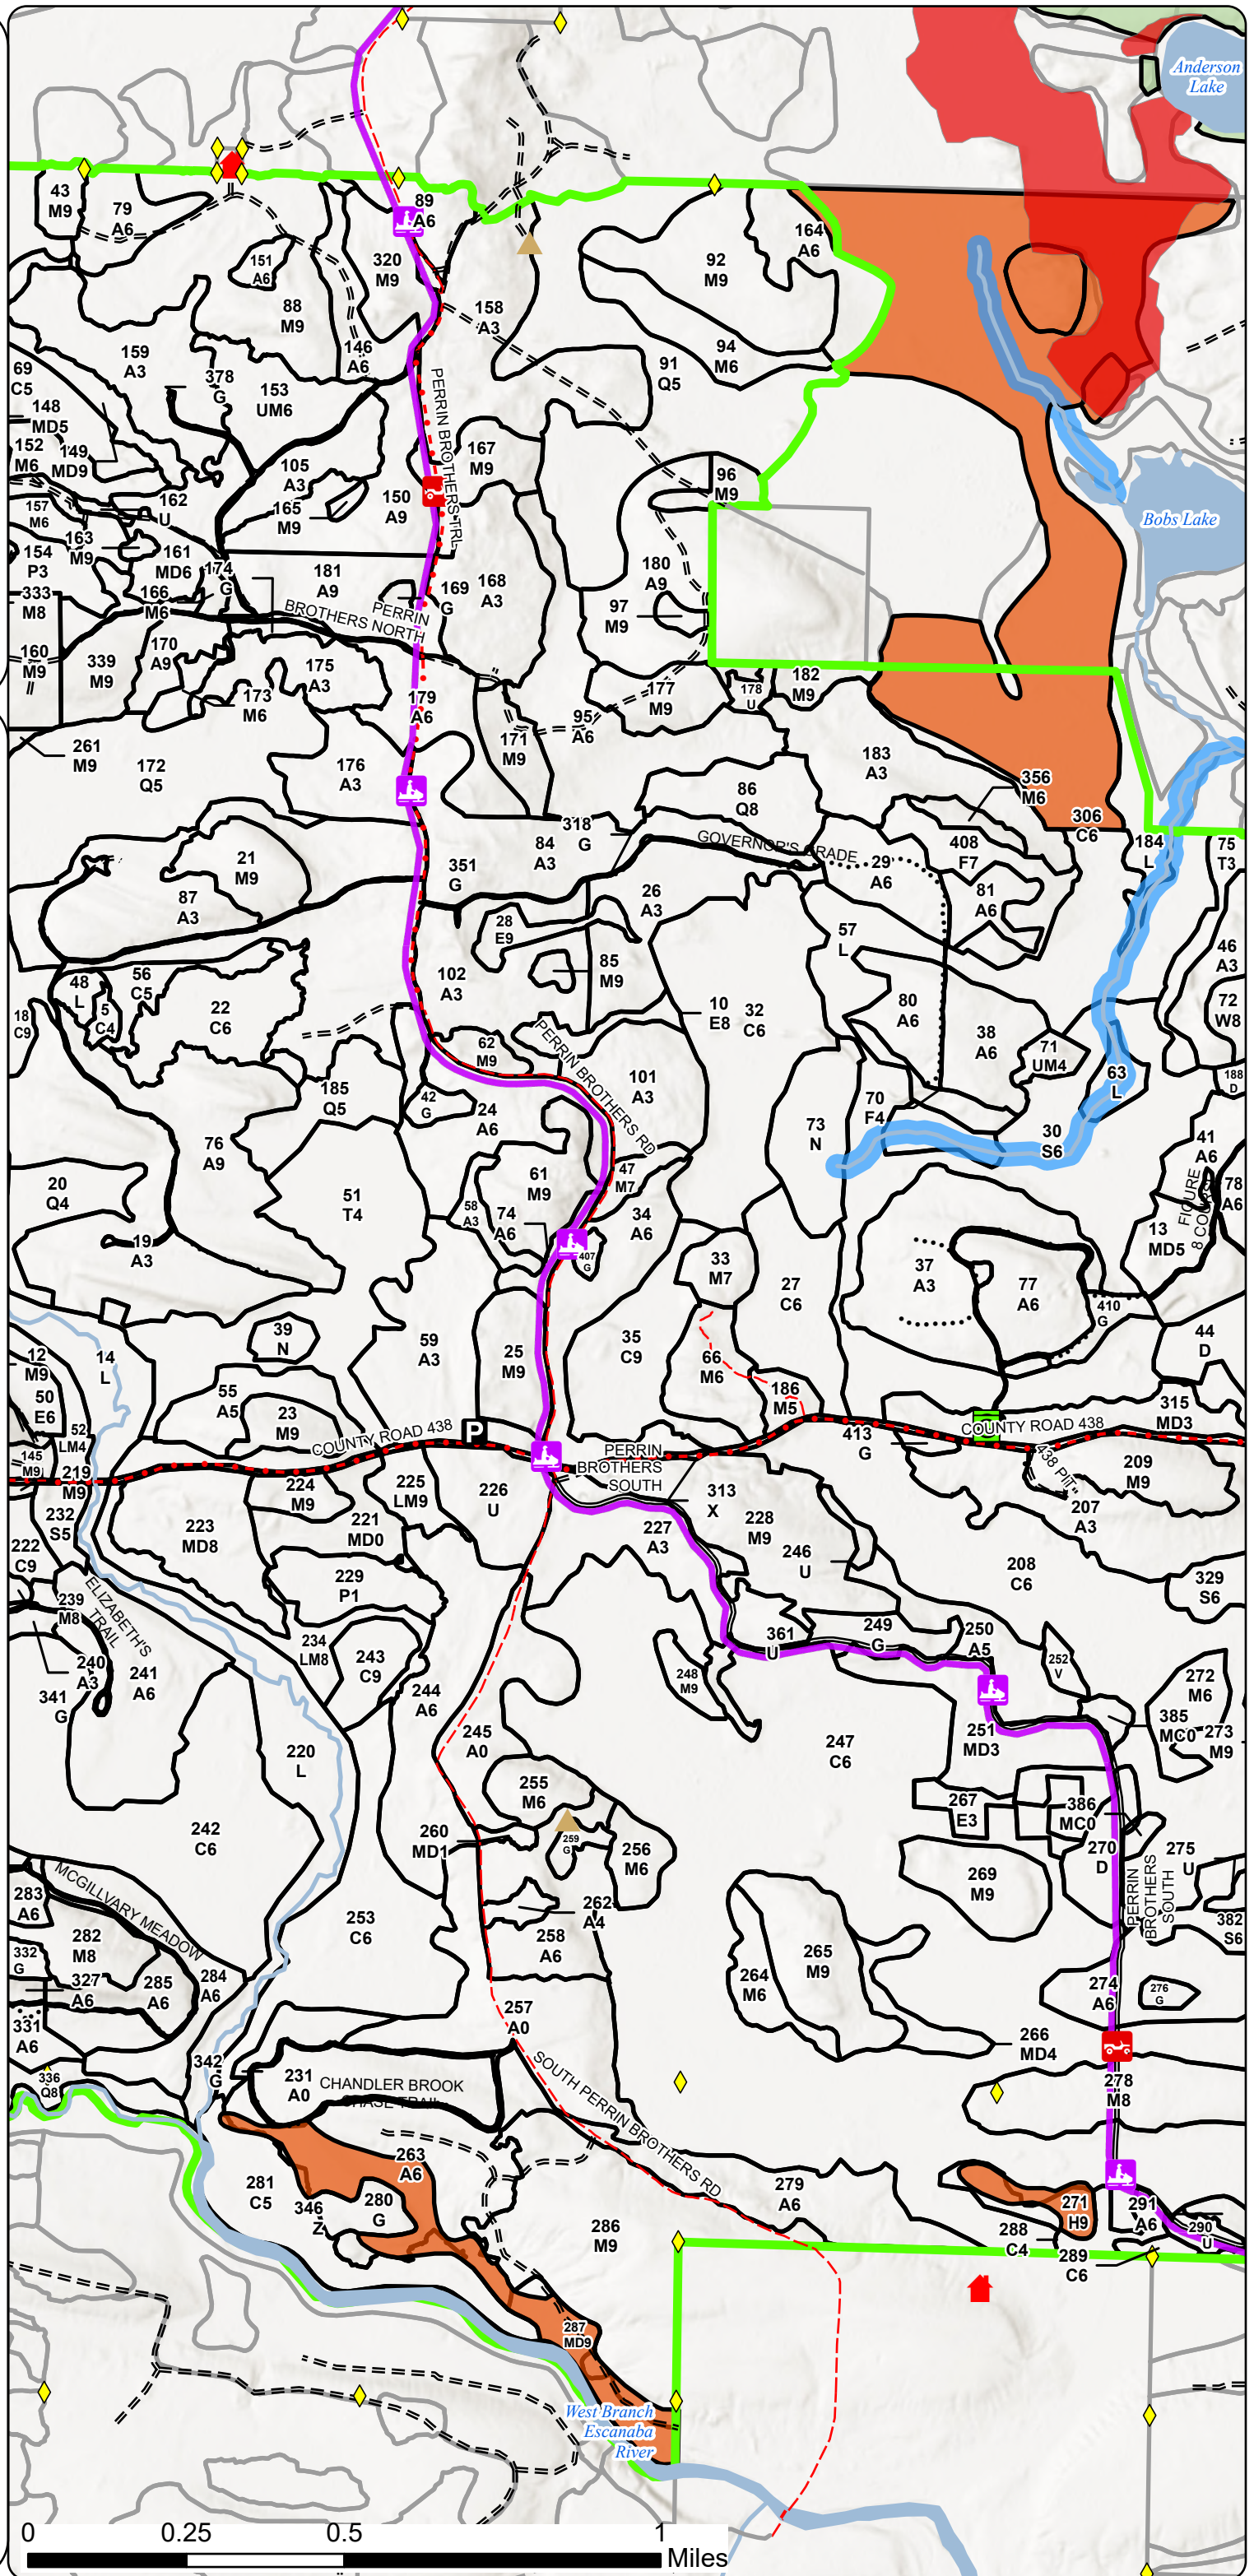 Anderson
Lake
43
M9
79
A6
89
A6
151
A6
320
M9
92
M9
164
A6
88
M9
158
A3
159
A3
146
A6
94
M6
91
Q5
69
C5
378
G
153
UM6
PERRIN BROTHERS TRL
148
MD5
152
M6
149
MD9
105
A3
167
M9
96
M9
157
M6
162
U
165
M9
150
A9
Bobs Lake
163
M9
154
P3
161
MD6
174
G
181
A9
169
G
168
A3
180
A9
333
M8
166
M6
PERRIN
BROTHERS NORTH
97
M9
160
M9
339
M9
170
A9
175
A3
173
M6
179
A6
177
M9
178
U
182
M9
95
A6
171
M9
261
M9
172
Q5
176
A3
183
A3
356
M6
86
Q8
306
C6
318
G
84
A3
GOVERNOR'S GRADE
29
A6
408
F7
184
L
75
T3
21
M9
87
A3
351
G
26
A3
81
A6
28
E9
57
L
46
A3
85
M9
48
L
5
C4
56
C5
22
C6
102
A3
10
E8
32
C6
80
A6
72
W8
18
C9
38
A6
62
M9
PERRIN BROTHERS RD
71
UM4
63
L
188
D
185
Q5
42
G
24
A6
101
A3
73
N
70
F4
30
S6
76
A9
41
A6
20
Q4
51
T4
61
M9
47
M7
FIGURE
8 COURSE
78
A6
58
A3
74
A6
34
A6
13
MD5
19
A3
407
G
33
M7
27
C6
37
A3
77
A6
410
G
39
N
59
A3
25
M9
35
C9
44
D
12
M9
14
L
66
M6
50
E6
55
A5
23
M9
186
M5
315
MD3
52
LM4
COUNTY ROAD 438
P
COUNTY ROAD 438
413
G
145
M9
219
M9
PERRIN
BROTHERS
SOUTH
438 PIT
209
M9
224
M9
225
LM9
226
U
313
X
207
A3
232
S5
223
MD8
221
MD0
227
A3
228
M9
246
U
222
C9
208
C6
329
S6
229
P1
239
M8
ELIZABETH'S
TRAIL
234
LM8
243
C9
361
U
249
G
250
A5
252
V
240
A3
241
A6
248
M9
272
M6
341
G
244
A6
385
MC0
273
M9
245
A0
247
C6
251
MD3
220
L
255
M6
267
E3
386
MC0
242
C6
260
MD1
259
G
256
M6
270
D
275
U
MCGILLVARY MEADOW
269
M9
PERRIN
BROTHERS
SOUTH
283
A6
262
A4
253
C6
382
S6
282
M8
258
A6
265
M9
332
G
327
A6
285
A6
284
A6
264
M6
274
A6
276
G
331
A6
257
A0
266
MD4
342
G
336
Q8
231
A0
CHANDLER BROOK
CHASE TRAIL
SOUTH PERRIN BROTHERS RD
278
M8
263
A6
281
C5
346
Z
280
G
279
A6
271
H9
291
A6
286
M9
288
C4
290
U
289
C6
287
MD9
West Branch
Escanaba
River
0 0.25 0.5 1
Miles